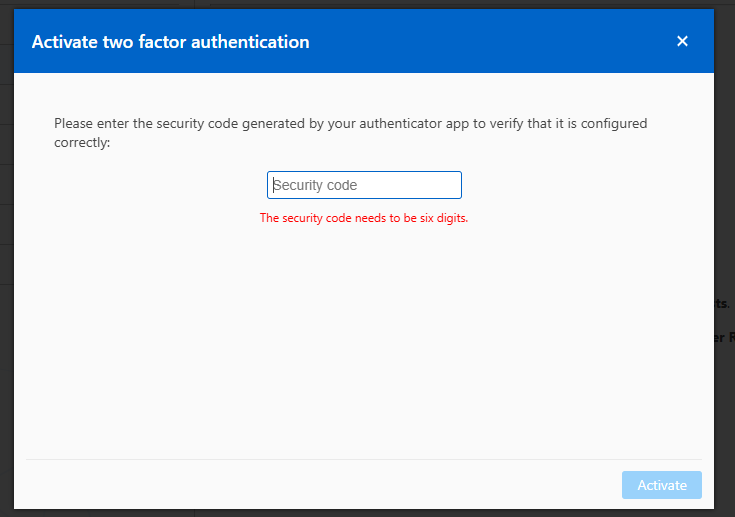 Activate two factor authentication
Please enter the security code generated by your authenticator app to verify that it is configured
correctly:
Security code
The security code needs to be six digits.
ts.
er R
Activate